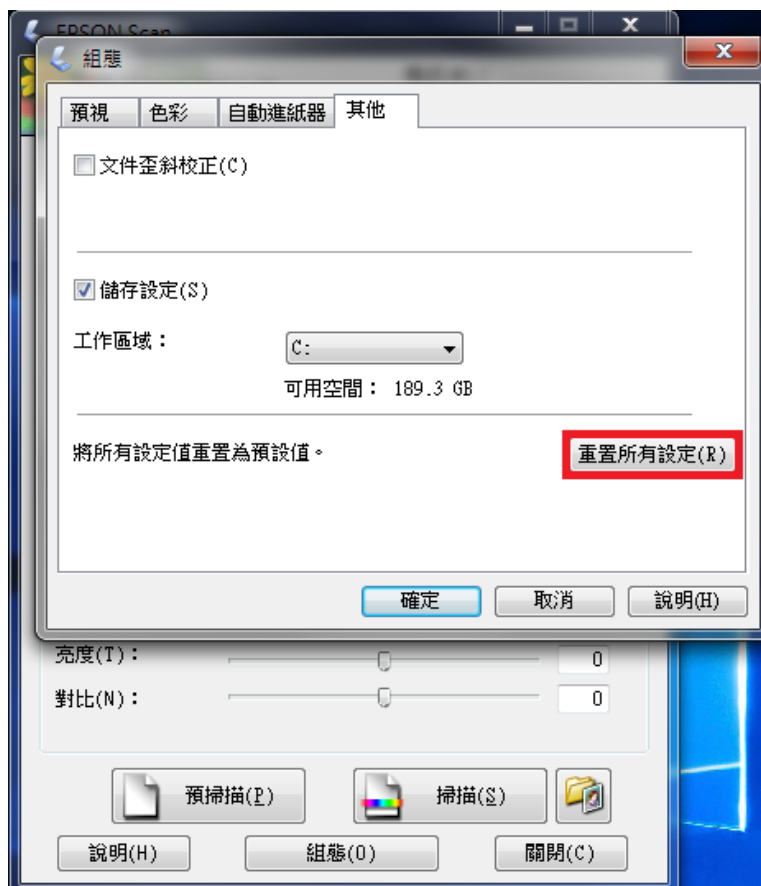 EPSON Scan
組態
預視 色彩 自動進紙器 其他
文件歪斜校正(C)
儲存設定(S)
工作區域： C:
可用空間： 189.3 GB
將所有設定值重置為預設值。 重置所有設定(R)
確定 取消 說明(H)
亮度(T)： 0
對比(N)： 0
預掃描(P) 掃描(S)
說明(H) 組態(O) 關閉(C)